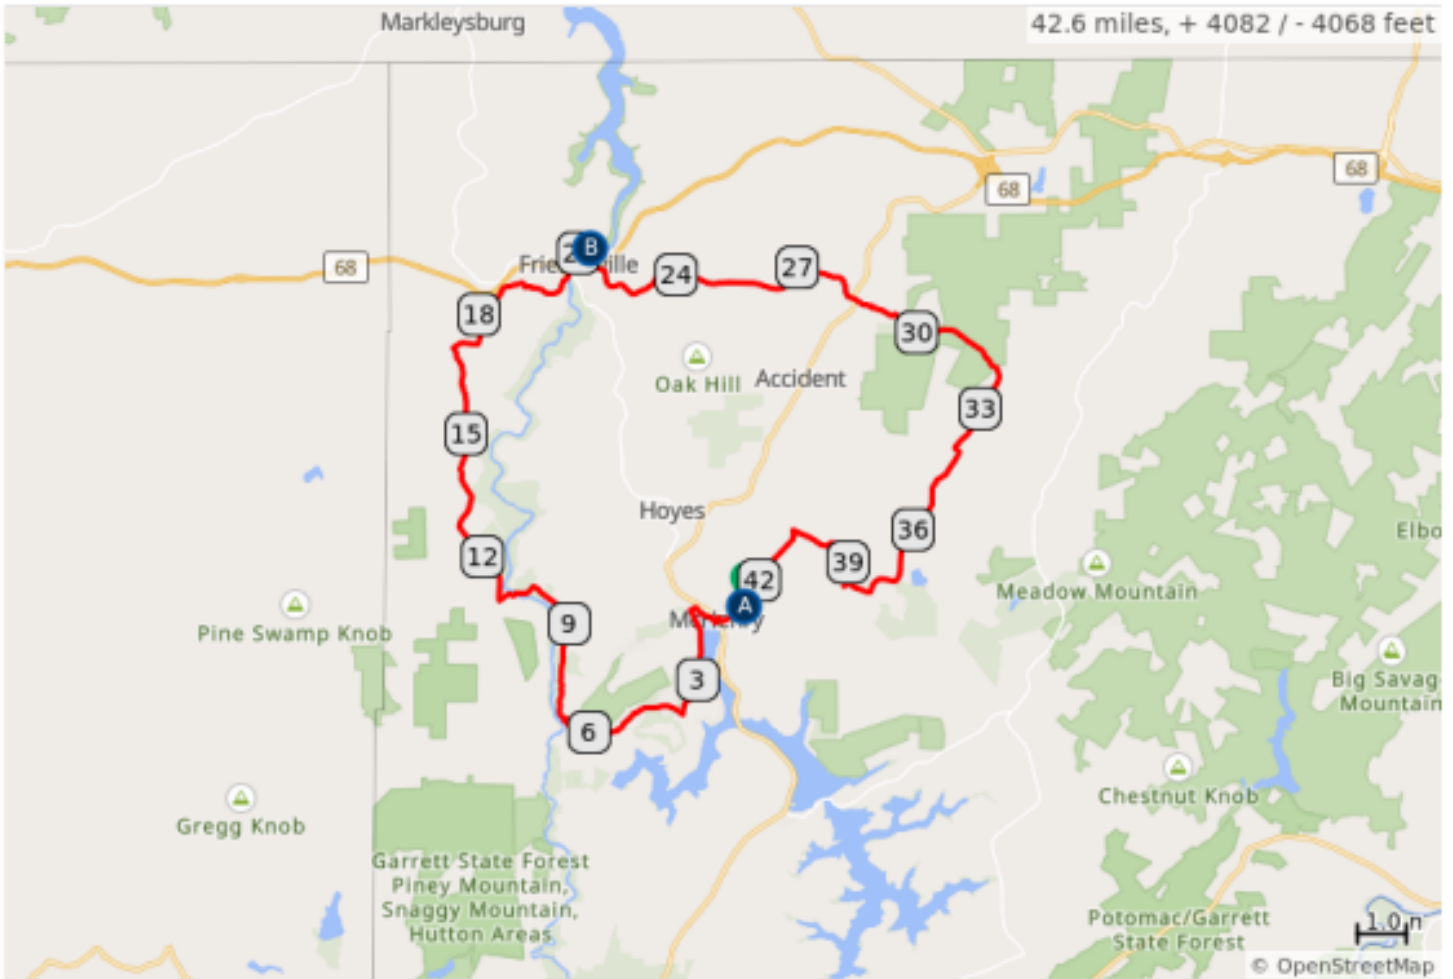 Markleysburg
42.6 miles, + 4082 / - 4068 feet
68
68
68
B
24
27
18
30
Oak Hill
Accident
33
15
Hoyes
36
Elbo
12
39
42
Meadow Mountain
A
9
Pine Swamp Knob
3
Big Savag
Mountain
6
Chestnut Knob
Gregg Knob
Garrett State Forest
Piney Mountain,
Snaggy Mountain,
Hutton Areas
Potomac/Garrett
State Forest
© OpenStreetMap